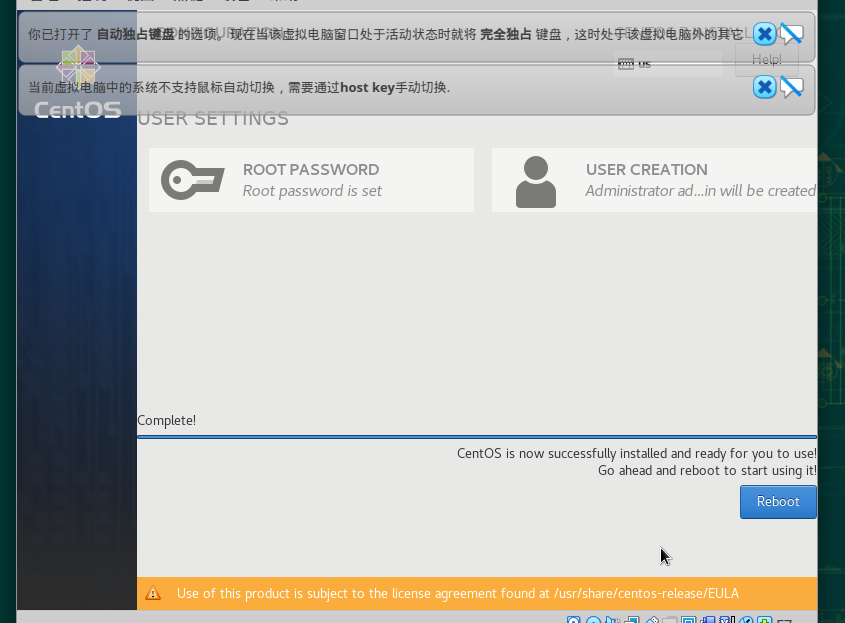 你已打开了 自动独占键盘 的选项。现在当该虚拟电脑窗口处于活动状态时就将 完全独占 键盘，这时处于该虚拟电脑外的其它
us
Help!
当前虚拟电脑中的系统不支持鼠标自动切换，需要通过host key手动切换.
CentOS
USER SETTINGS
ROOT PASSWORD
Root password is set
USER CREATION
Administrator ad...in will be created
Complete!
CentOS is now successfully installed and ready for you to use!
Go ahead and reboot to start using it!
Reboot
Use of this product is subject to the license agreement found at /usr/share/centos-release/EULA